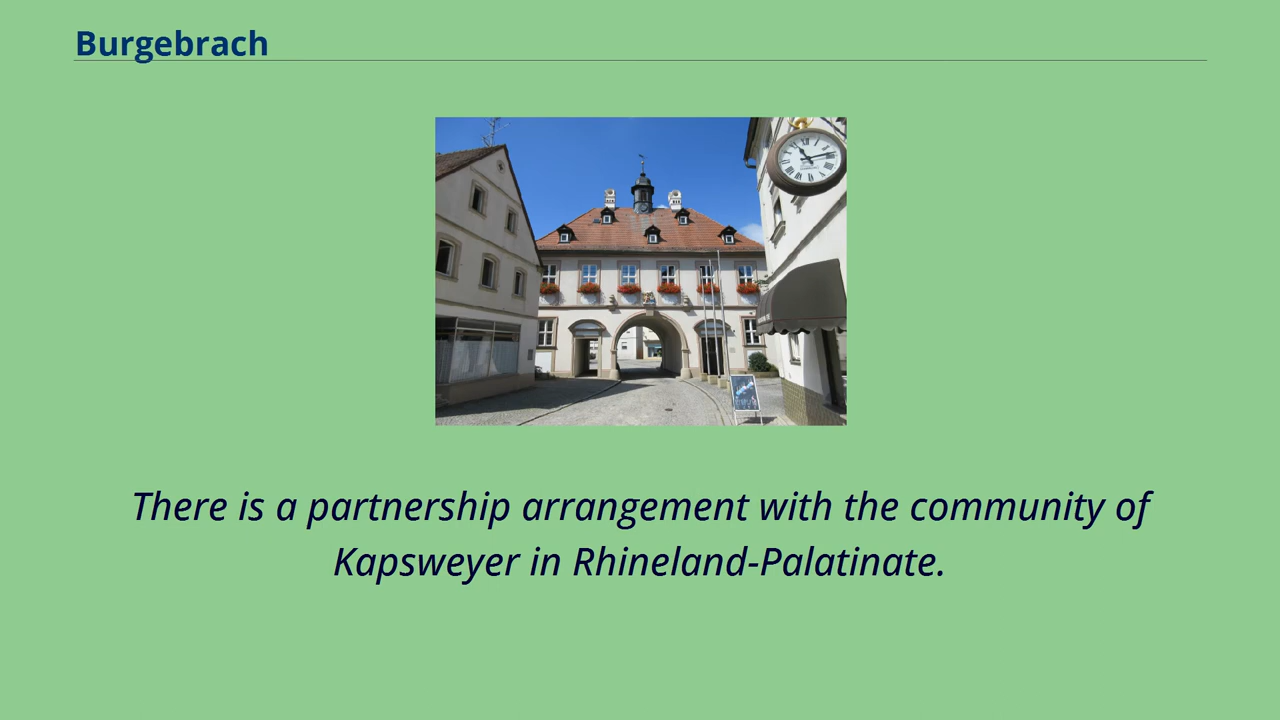 Burgebrach
There is a partnership arrangement with the community of
Kapsweyer in Rhineland-Palatinate.